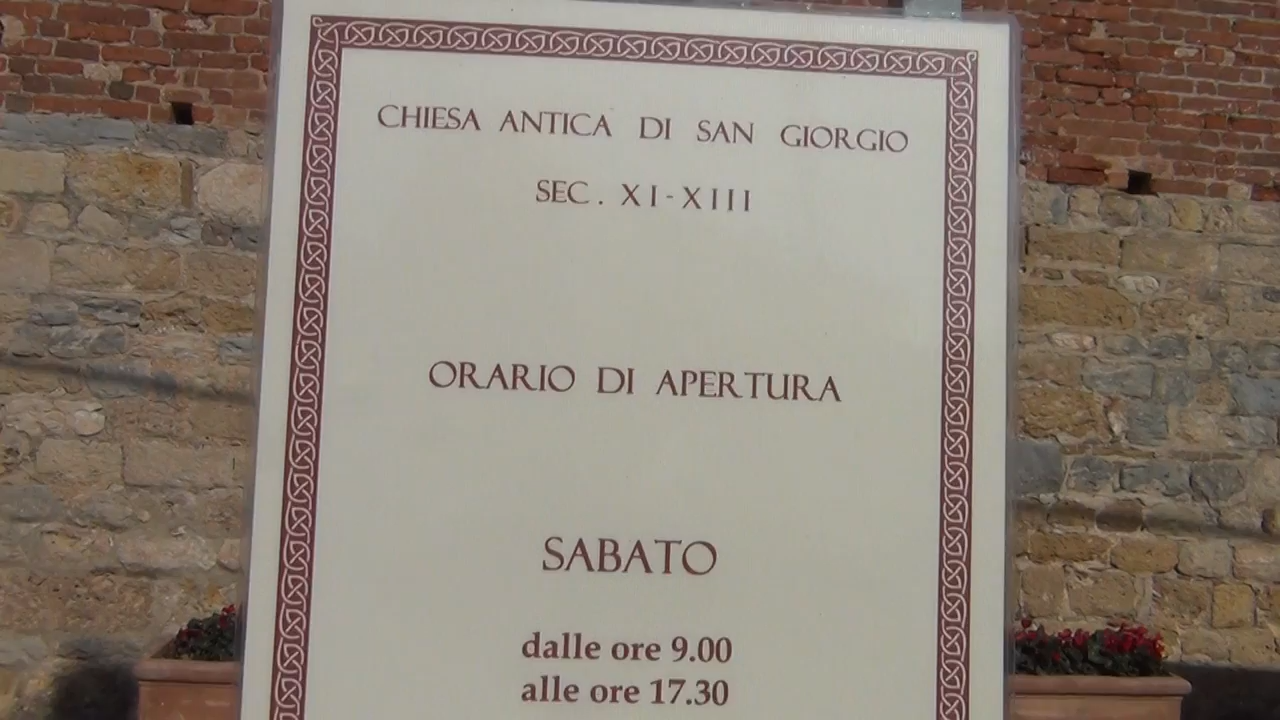 CHIESA ANTICA DI SAN GIORGIO
SEC. XI-XIII
ORARIO DI APERTURA
SABATO
dalle ore 9.00
alle ore 17.30